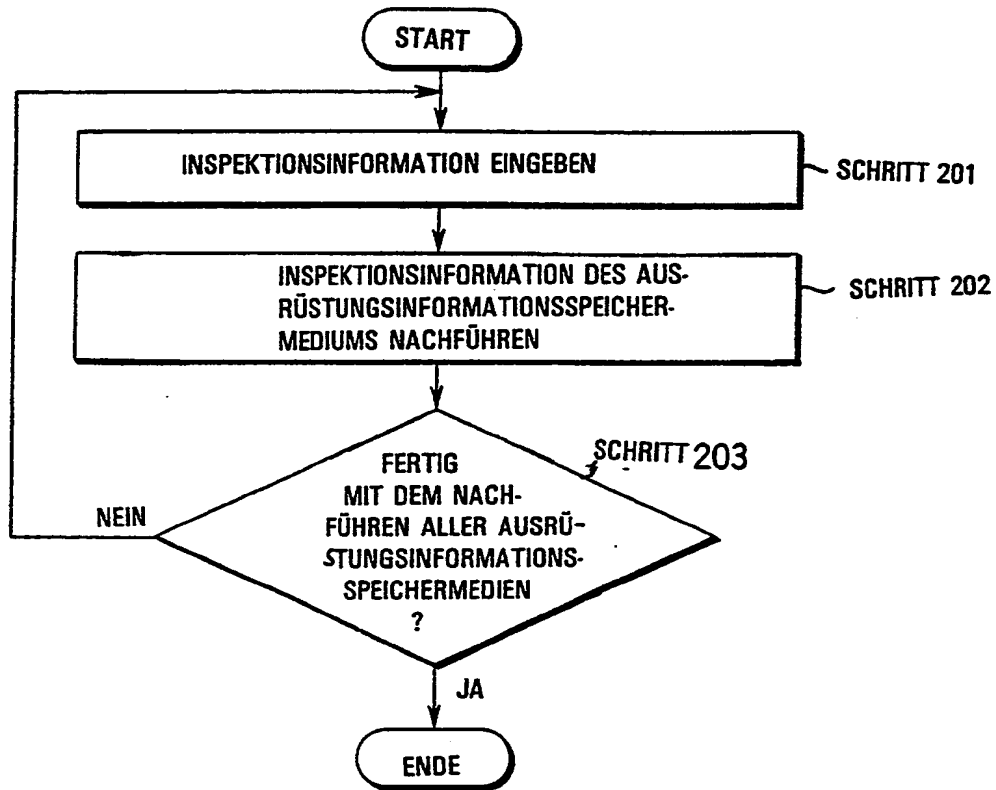 START
INSPEKTIONSINFORMATION EINGEBEN
SCHRITT 201
INSPEKTIONSINFORMATION DES AUS-
RÜSTUNGSINFORMATIONSSPEICHER-
MEDIUMS NACHFÜHREN
SCHRITT 202
SCHRITT 203
FERTIG
MIT DEM NACH-
FÜHREN ALLER AUSRÜ-
STUNGSINFORMATIONS-
SPEICHERMEDIEN
?
NEIN
JA
ENDE